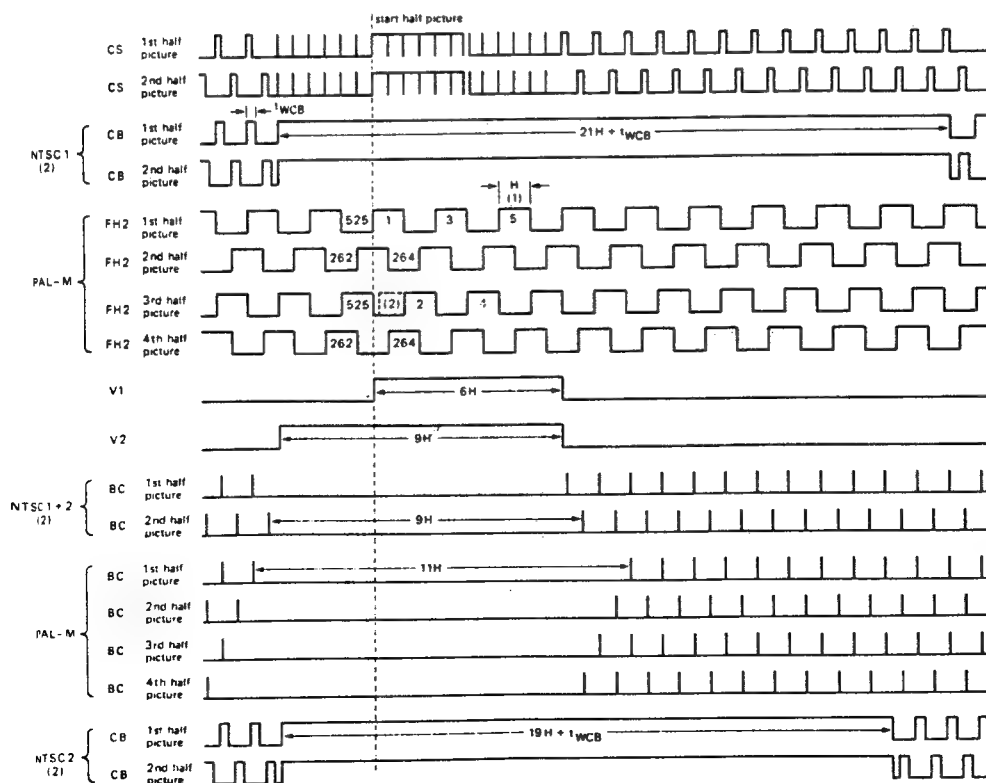 start half picture
CS 1st half picture
CS 2nd half picture
tWCB
NTSC 1 (2)
CB 1st half picture
21H + tWCB
CB 2nd half picture
H (1)
PAL-M
FH2 1st half picture 525 1 3 5
FH2 2nd half picture 262 264
FH2 3rd half picture 525 (2) 2
FH2 4th half picture 262 264
V1 6H
V2 9H
NTSC 1 + 2 (2)
BC 1st half picture
BC 2nd half picture 9H
PAL-M
BC 1st half picture 11H
BC 2nd half picture
BC 3rd half picture
BC 4th half picture
NTSC 2 (2)
CB 1st half picture 19H + tWCB
CB 2nd half picture